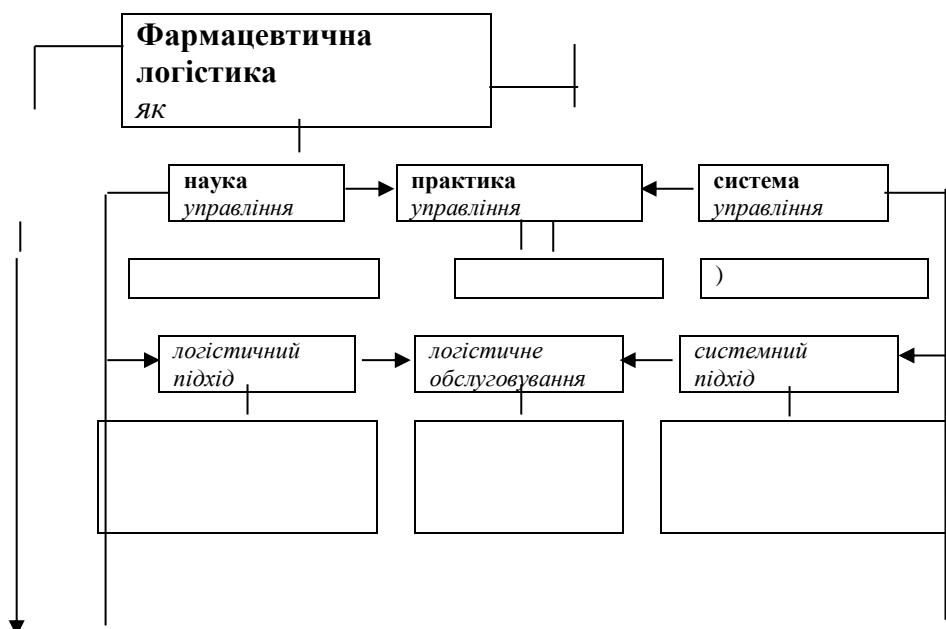 Фармацевтична
логістика
як
наука
управління
практика
управління
система
управління
)
логістичний
підхід
логістичне
обслуговування
системний
підхід